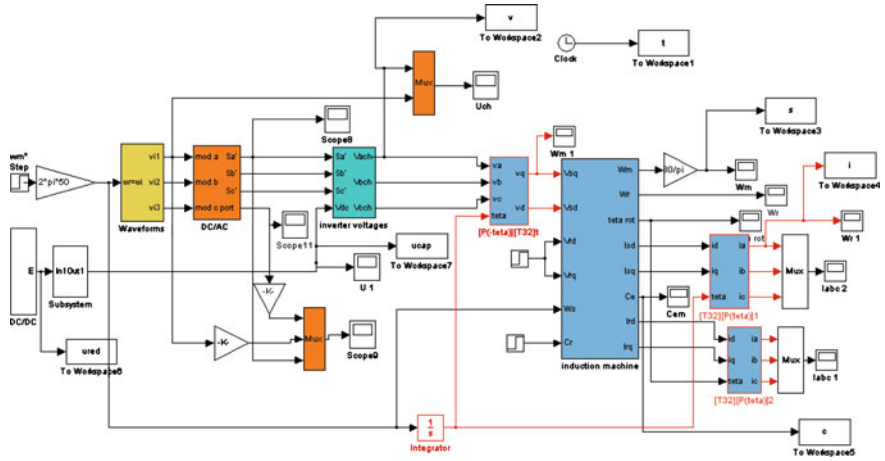 v
To Workspace2
Clock
t
To Workspace1
Mux
Uch
Scope8
s
To Workspace3
wm*
Step
2*pi*50
wr=wi
vi1
vi2
vi3
Waveforms
mod a
mod b
mod c
Sa'
Sb'
Sc'
port
DC/AC
Sa'
Sb'
Sc'
Vdc
Vach
Vbch
Vcch
inverter voltages
va
vb
vc
teta
vq
vd
[P(-teta)][T32]t
Wm 1
Vsq
Vsd
Vrd
Vrq
Ws
Cr
Wm
Wr
teta rot
Isd
Isq
Ce
Ird
Irq
induction machine
30/pi
Wm
Wr
rot
i
To Workspace4
Wr 1
Scope11
ucap
To Workspace7
U 1
E
DC/DC
In1
Out1
Subsystem
ured
To Workspace6
-K-
-K-
Mux
Scope9
Cem
id
iq
teta
ia
ib
ic
[T32][P(teta)]1
Mux
Iabc 2
id
iq
teta
ia
ib
ic
[T32][P(teta)]2
Mux
Iabc 1
1
s
Integrator
c
To Workspace5